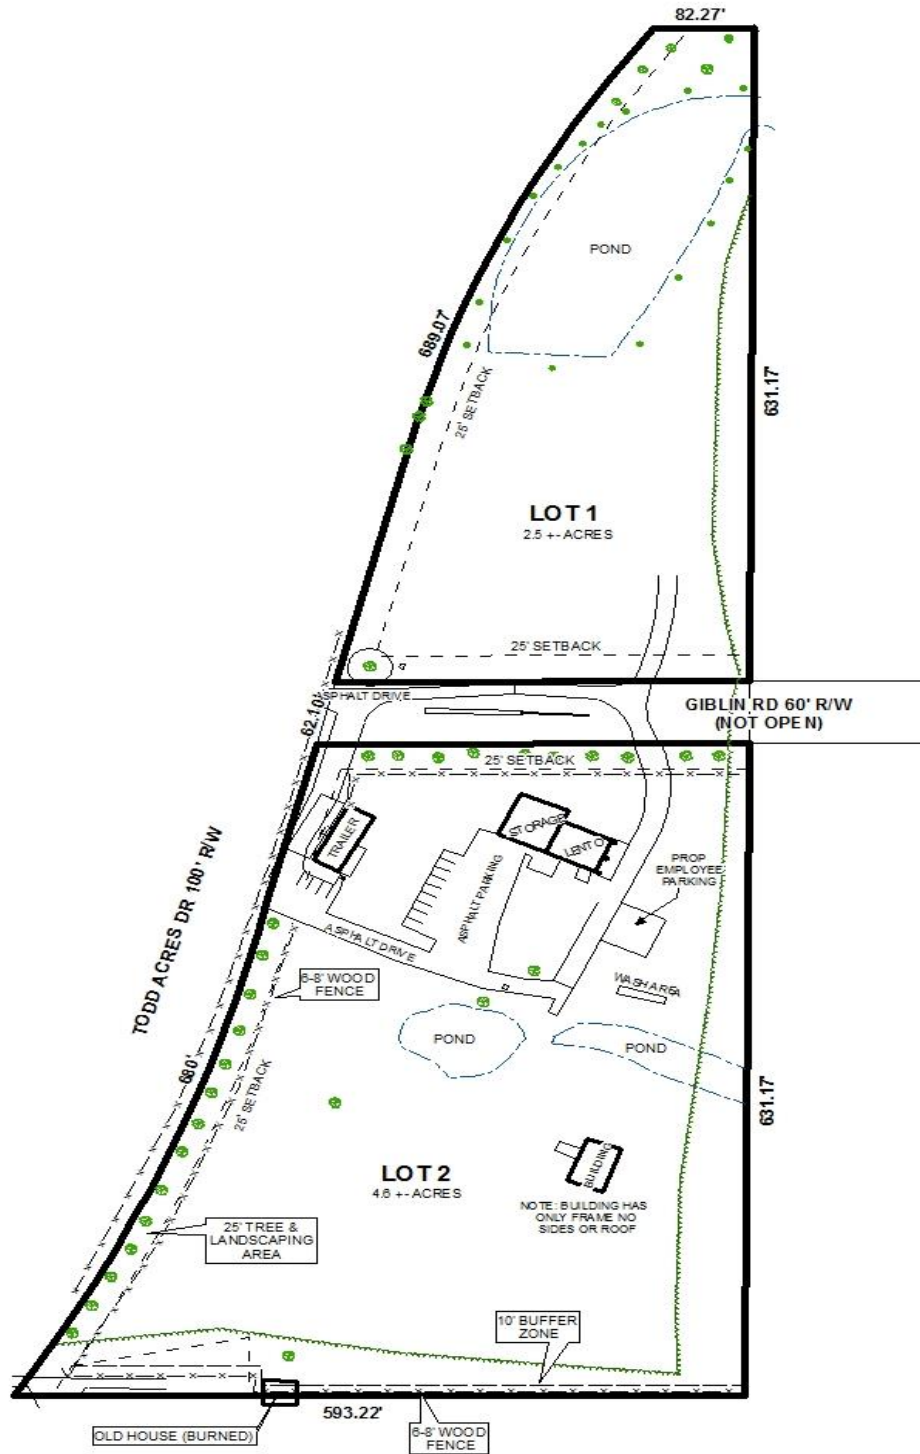 82.27'
POND
689.07'
25' SETBACK
631.17'
LOT 1
2.5 +- ACRES
25' SETBACK
ASPHALT DRIVE
62.10'
GIBLIN RD 60' R/W
(NOT OPEN)
25' SETBACK
TRAILER
STORAGE
LENTO
PROP
EMPLOYEE
PARKING
ASPHALT PARKING
TODD ACRES DR 100' R/W
ASPHALT DRIVE
6-8' WOOD
FENCE
WASH AREA
POND
POND
680'
25' SETBACK
631.17'
LOT 2
4.6 +- ACRES
BUILDING
NOTE: BUILDING HAS
ONLY FRAME NO
SIDES OR ROOF
25' TREE &
LANDSCAPING
AREA
10' BUFFER
ZONE
593.22'
OLD HOUSE (BURNED)
6-8' WOOD
FENCE